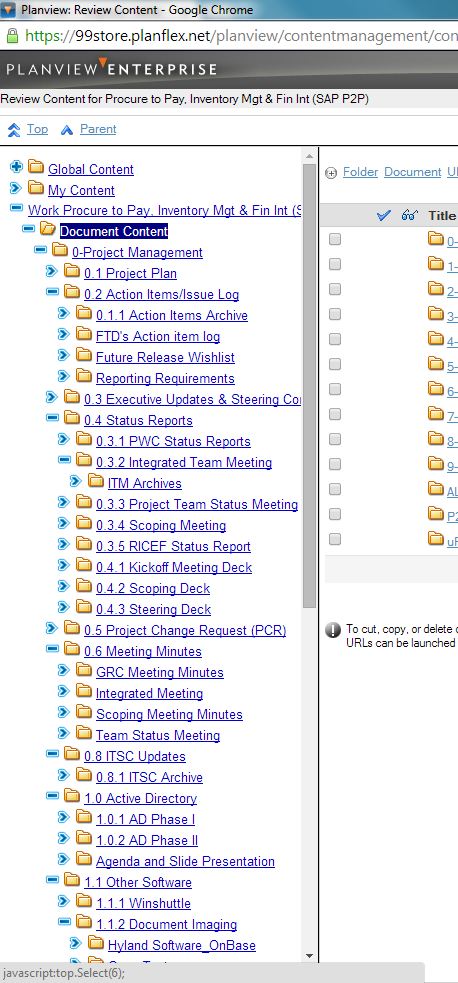 Planview: Review Content - Google Chrome
https://99store.planflex.net/planview/contentmanagement/con
PLANVIEW ENTERPRISE
Review Content for Procure to Pay, Inventory Mgt & Fin Int (SAP P2P)
Top Parent
Global Content
My Content
Work Procure to Pay, Inventory Mgt & Fin Int (S
Document Content
0-Project Management
0.1 Project Plan
0.2 Action Items/Issue Log
0.1.1 Action Items Archive
FTD's Action item log
Future Release Wishlist
Reporting Requirements
0.3 Executive Updates & Steering Co
0.4 Status Reports
0.3.1 PWC Status Reports
0.3.2 Integrated Team Meeting
ITM Archives
0.3.3 Project Team Status Meeting
0.3.4 Scoping Meeting
0.3.5 RICEF Status Report
0.4.1 Kickoff Meeting Deck
0.4.2 Scoping Deck
0.4.3 Steering Deck
0.5 Project Change Request (PCR)
0.6 Meeting Minutes
GRC Meeting Minutes
Integrated Meeting
Scoping Meeting Minutes
Team Status Meeting
0.8 ITSC Updates
0.8.1 ITSC Archive
1.0 Active Directory
1.0.1 AD Phase I
1.0.2 AD Phase II
Agenda and Slide Presentation
1.1 Other Software
1.1.1 Winshuttle
1.1.2 Document Imaging
Hyland Software_OnBase
javascript:top.Select(6);
Folder Document U
Title
0-
1-
2-
3-
4-
5-
6-
7-
8-
9-
AL
P2
uF
To cut, copy, or delete
URLs can be launched